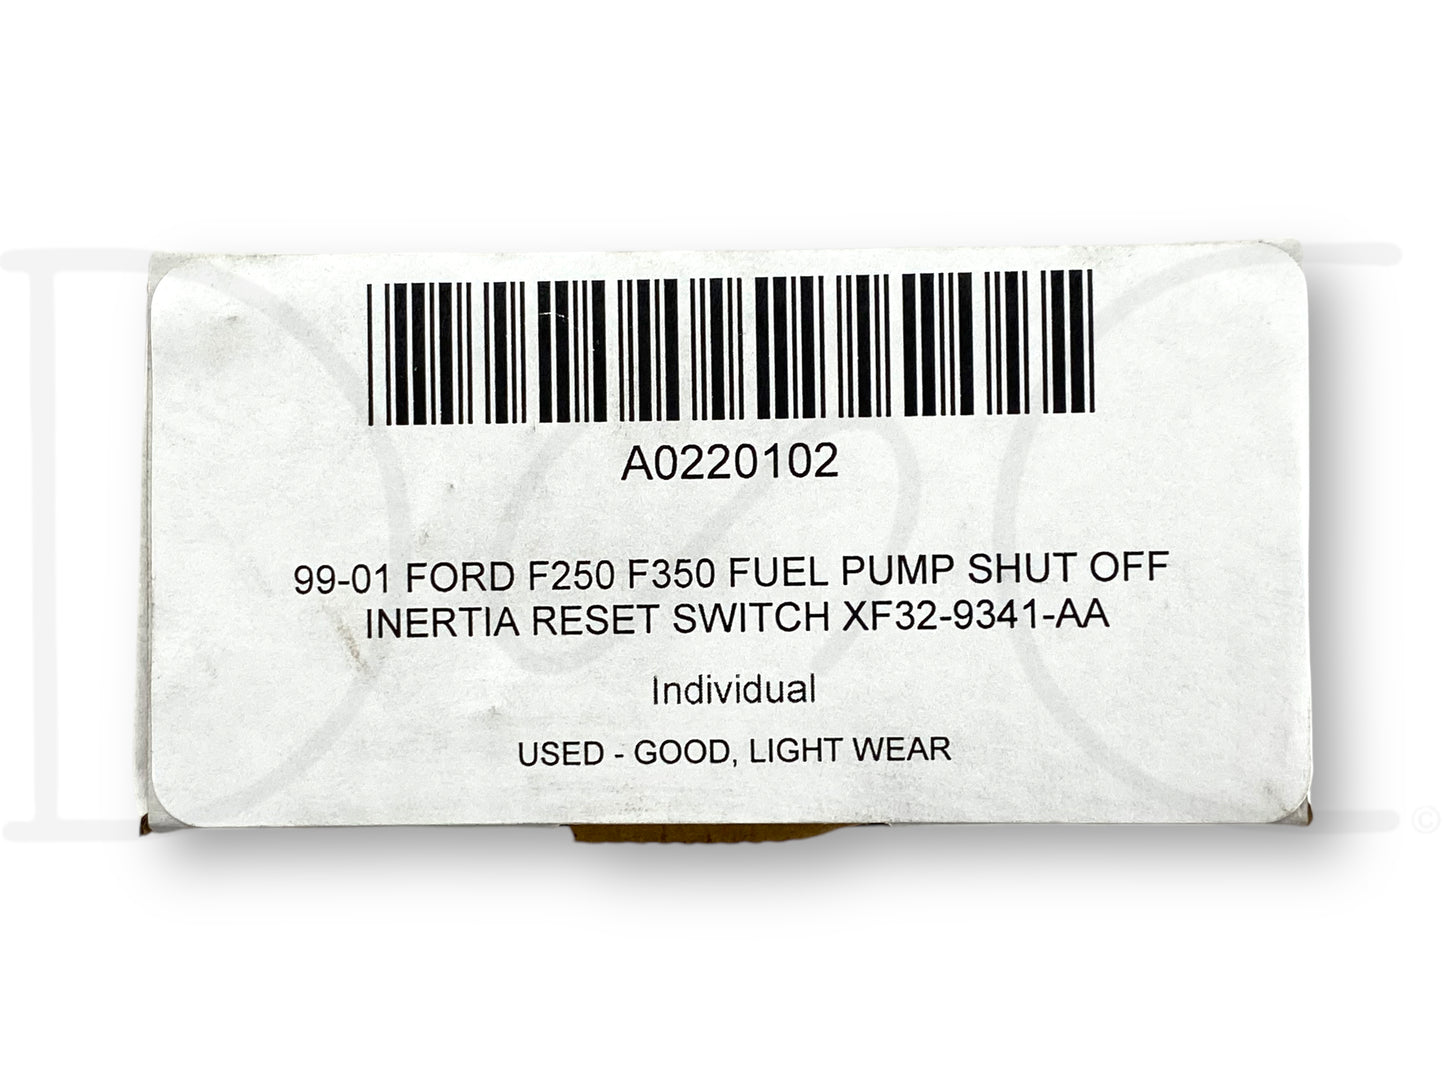 A0220102
99-01 FORD F250 F350 FUEL PUMP SHUT OFF
INERTIA RESET SWITCH XF32-9341-AA
Individual
USED - GOOD, LIGHT WEAR
©